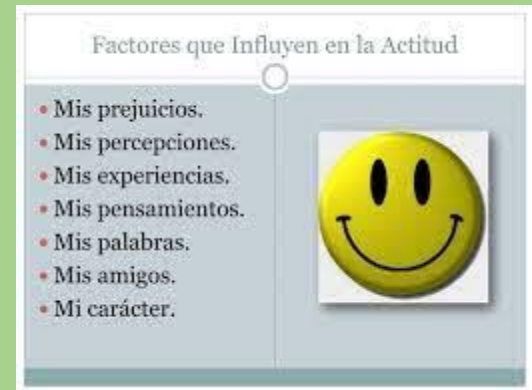 Factores que Influyen en la Actitud
• Mis prejuicios.
• Mis percepciones.
• Mis experiencias.
• Mis pensamientos.
• Mis palabras.
• Mis amigos.
• Mi carácter.